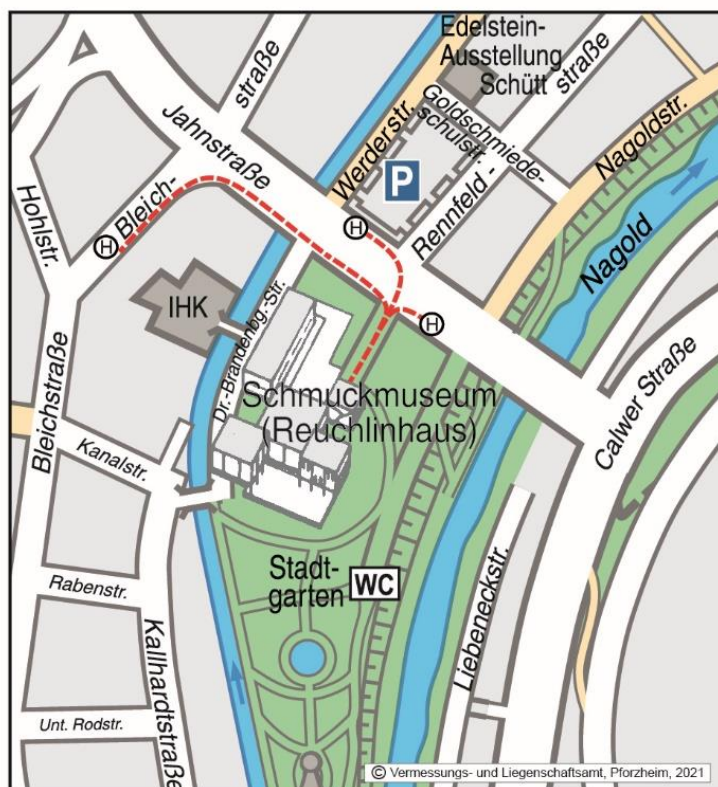 Edelstein-
Ausstellung
Schütt
straße
straße
Goldschmiede-
schulstr.
Werderstr.
Jahnstraße
P
Nagoldstr.
Rennfeld-
Hohlstr.
Bleich-
H
H
H
Nagold
IHK
Dr.-Brandenbg.-Str.
Schmuckmuseum
(Reuchlinhaus)
Calwer Straße
Bleichstraße
Kanalstr.
Stadt-
garten
WC
Rabenstr.
Liebeneckstr.
Kallhardtstraße
Unt. Rodstr.
© Vermessungs- und Liegenschaftsamt, Pforzheim, 2021